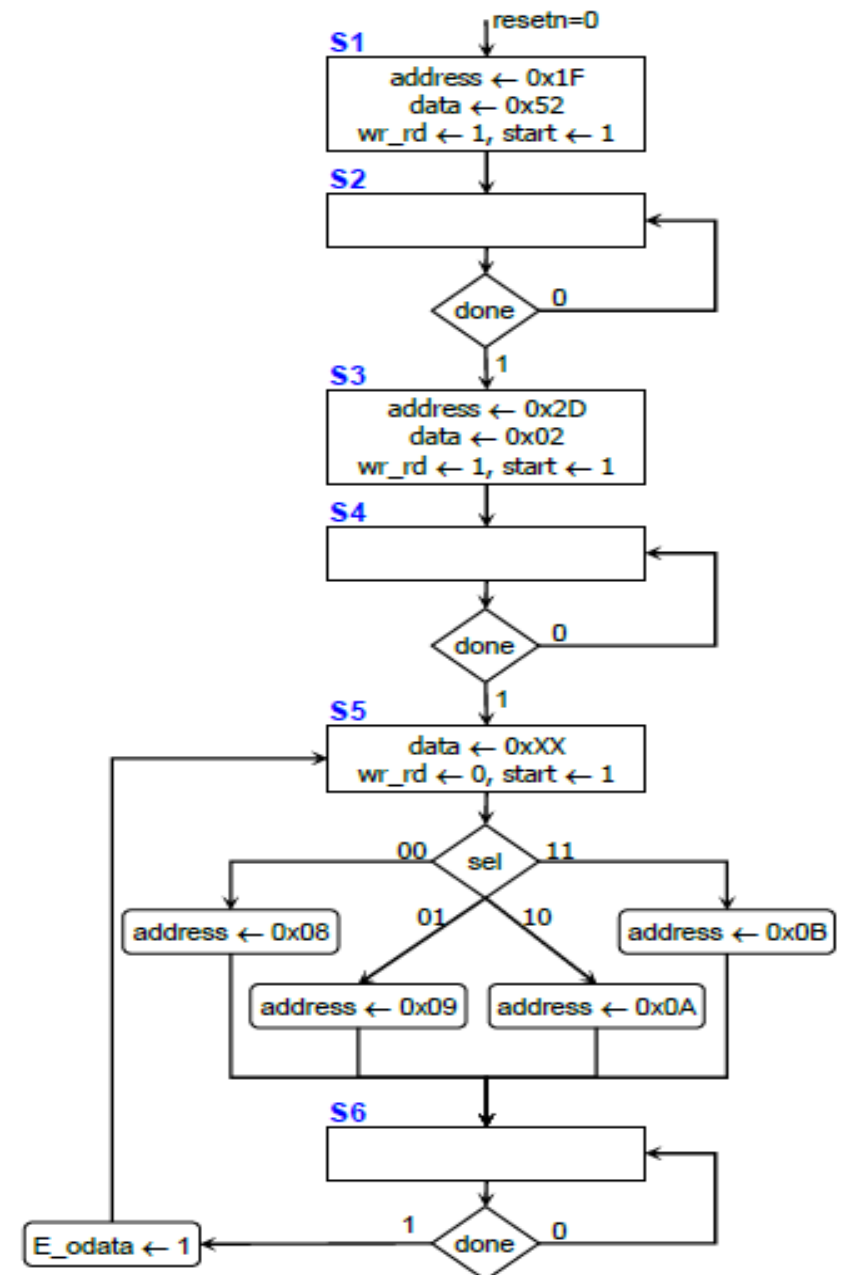 resetn=0
S1
address ← 0x1F
data ← 0x52
wr_rd ← 1, start ← 1
S2
done
0
1
S3
address ← 0x2D
data ← 0x02
wr_rd ← 1, start ← 1
S4
done
0
1
S5
data ← 0xXX
wr_rd ← 0, start ← 1
00
sel
11
01
10
address ← 0x08
address ← 0x0B
address ← 0x09
address ← 0x0A
S6
1
done
0
E_odata ← 1